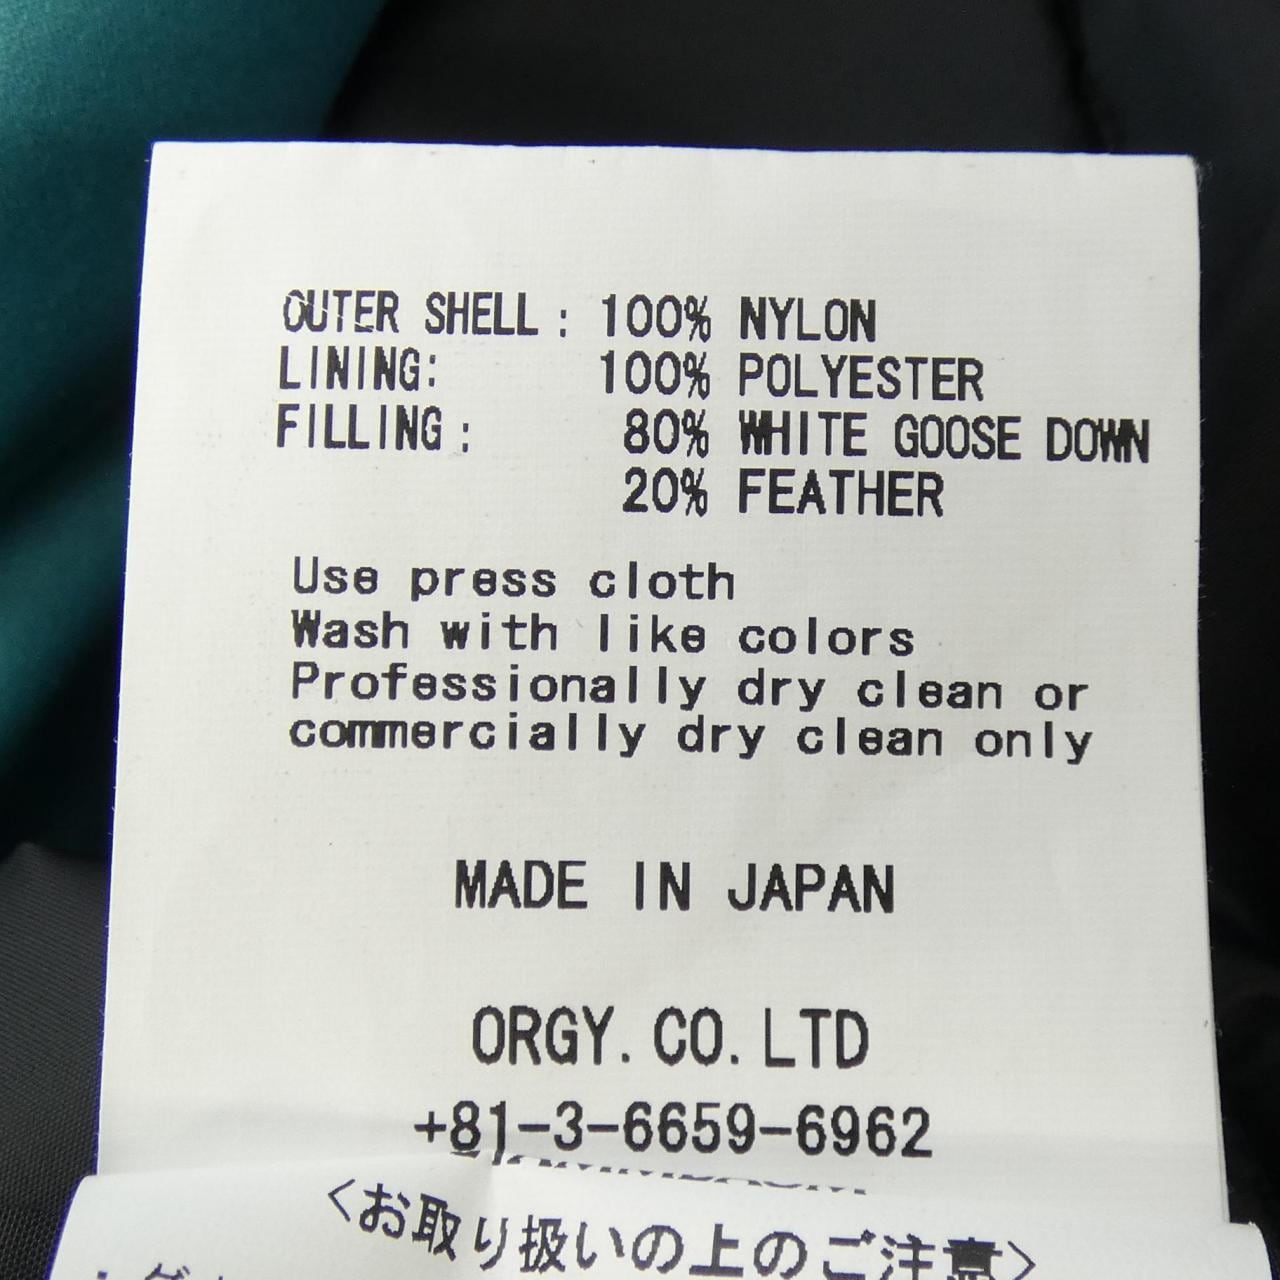 OUTER SHELL: 100% NYLON
LINING: 100% POLYESTER
FILLING: 80% WHITE GOOSE DOWN
20% FEATHER
Use press cloth
Wash with like colors
Professionally dry clean or
commercially dry clean only
MADE IN JAPAN
ORGY.CO.LTD
+81-3-6659-6962
<お取り扱いの上のご注意>